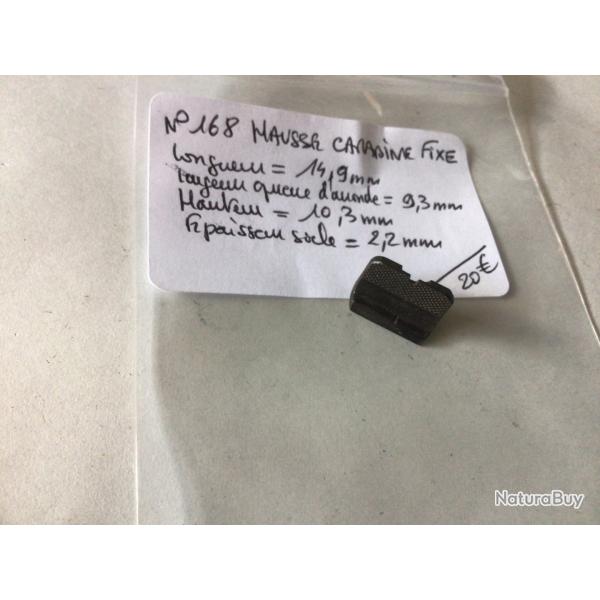 N° 168 HAUSSE CARABINE FIXE
Longueur = 14,9mm
Largeur queue d'aronde = 9,3mm
Hauteur = 10,3mm
Epaisseur socle = 2,2mm
20€
NaturaBuy